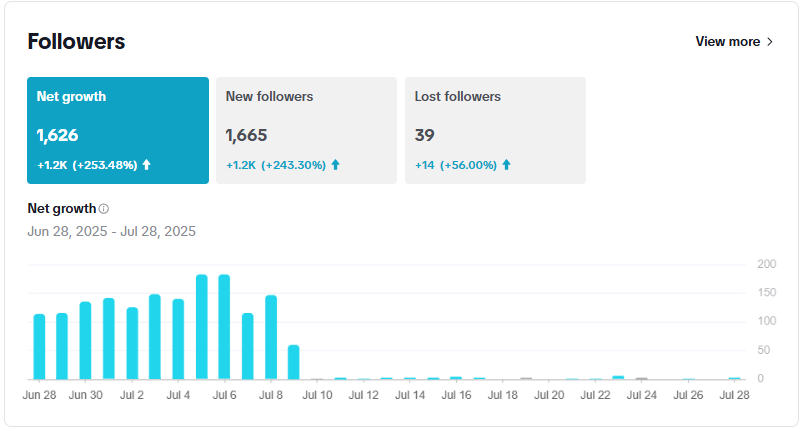 Followers
View more >
Net growth
New followers
Lost followers
1,626
1,665
39
+1.2K (+253.48%) ↑
+1.2K (+243.30%) ↑
+14 (+56.00%) ↑
Net growth
Jun 28, 2025 - Jul 28, 2025
200
150
100
50
0
Jun 28 Jun 30 Jul 2 Jul 4 Jul 6 Jul 8 Jul 10 Jul 12 Jul 14 Jul 16 Jul 18 Jul 20 Jul 22 Jul 24 Jul 26 Jul 28